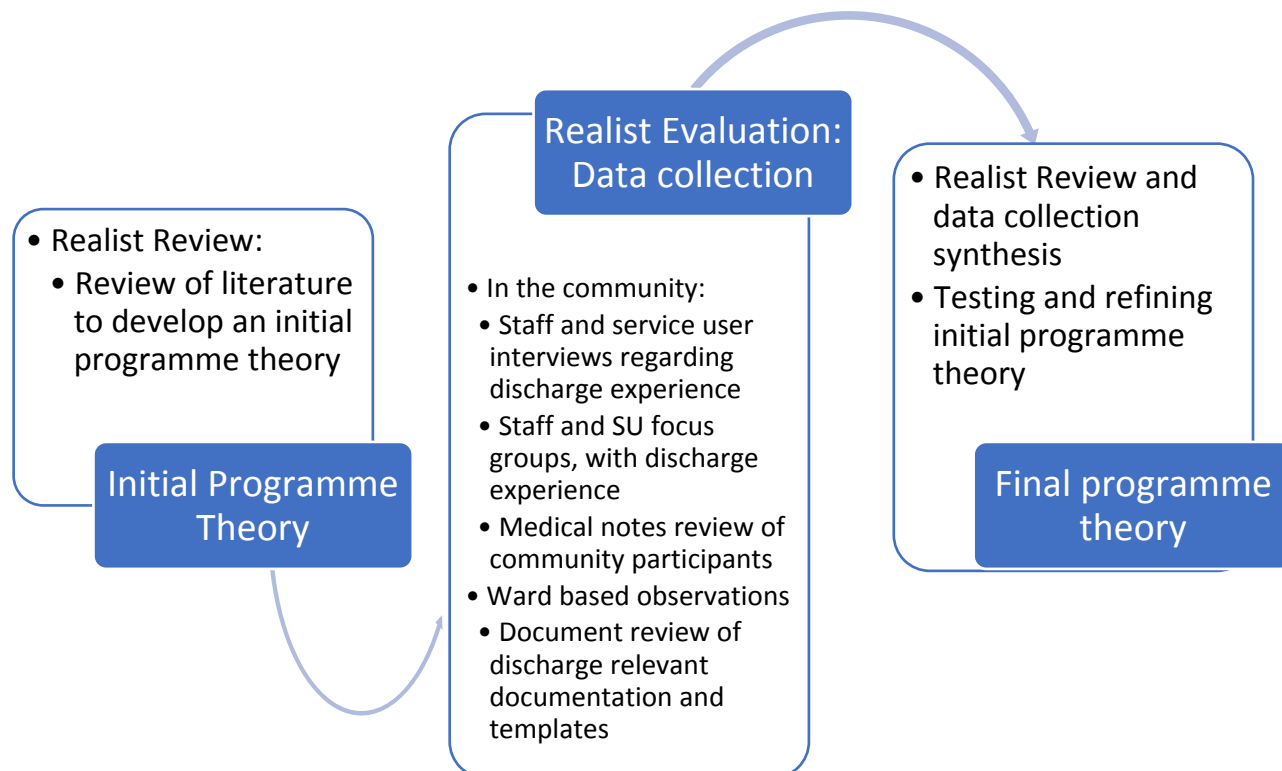 • Realist Review:
• Review of literature
to develop an initial
programme theory
Initial Programme
Theory
Realist Evaluation:
Data collection
• In the community:
• Staff and service user
interviews regarding
discharge experience
• Staff and SU focus
groups, with discharge
experience
• Medical notes review of
community participants
• Ward based observations
• Document review of
discharge relevant
documentation and
templates
• Realist Review and
data collection
synthesis
• Testing and refining
initial programme
theory
Final programme
theory